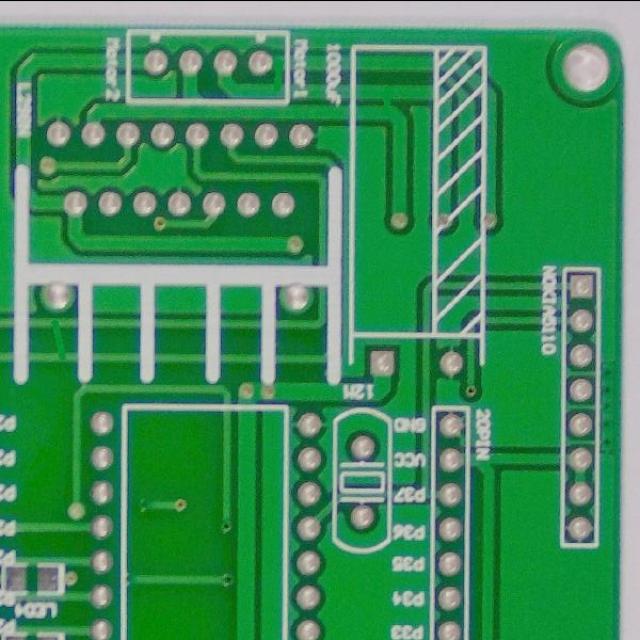 Motor2
Motor1
1000uF
L298N
NOKIA5110
12V
GND
20PIN
VCC
P37
P36
P35
P34
P33
LED1